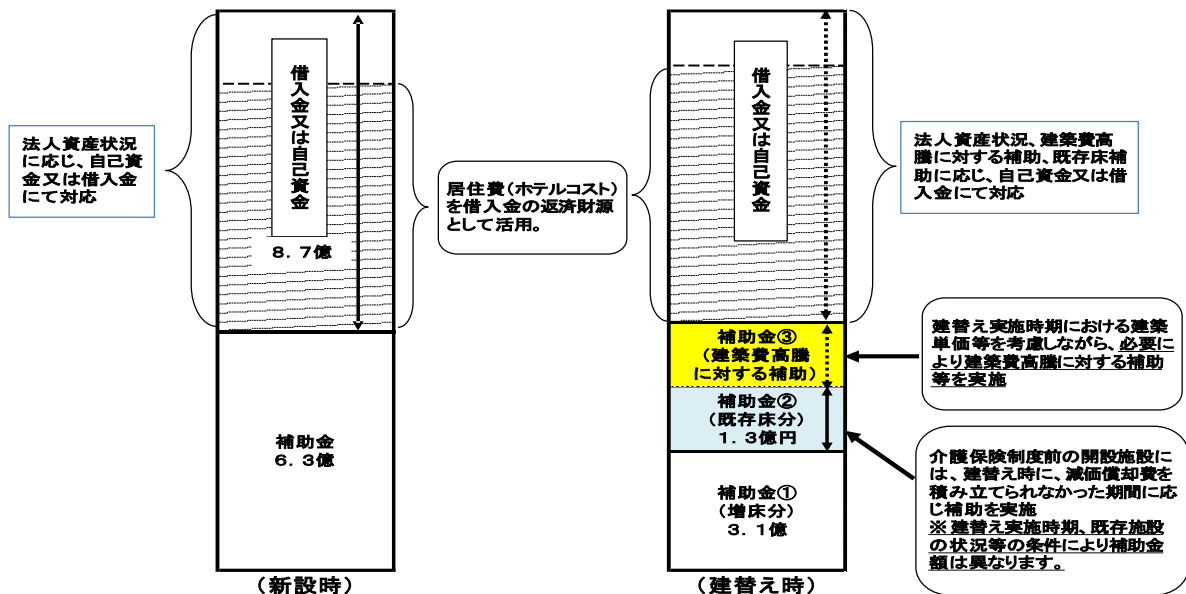 法人資産状況
に応じ、自己資
金又は借入金
にて対応
借入金又は自己資金
8.7億
補助金
6.3億
(新設時)
居住費(ホテルコスト)
を借入金の返済財源
として活用。
借入金又は自己資金
補助金③
(建築費高騰
に対する補助)
補助金②
(既存床分)
1.3億円
補助金①
(増床分)
3.1億
(建替え時)
法人資産状況、建築費高
騰に対する補助、既存床補
助に応じ、自己資金又は借
入金にて対応
建替え実施時期における建築
単価等を考慮しながら、必要に
より建築費高騰に対する補助
等を実施
介護保険制度前の開設施設に
は、建替え時に、減価償却費を
積み立てられなかった期間に応
じ補助を実施
※建替え実施時期、既存施設
の状況等の条件により補助金
額は異なります。